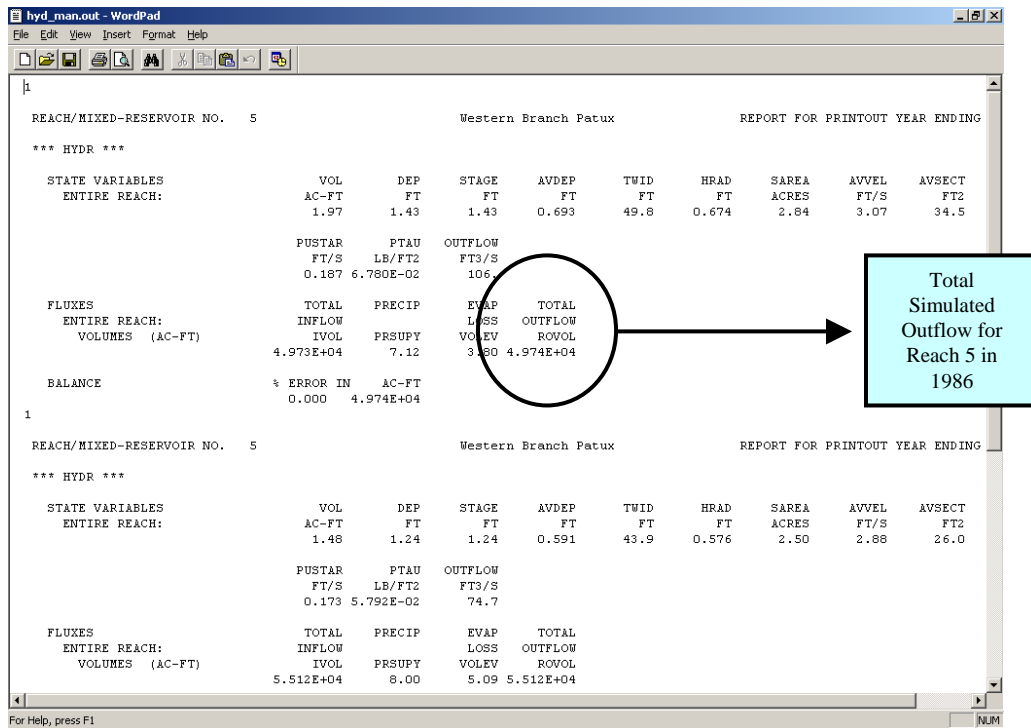 hyd_man.out - WordPad
File Edit View Insert Format Help
1
REACH/MIXED-RESERVOIR NO. 5 Western Branch Patux REPORT FOR PRINTOUT YEAR ENDING
*** HYDR ***
STATE VARIABLES VOL DEP STAGE AVDEP TWID HRAD SAREA AVVEL AVSECT
ENTIRE REACH: AC-FT FT FT FT FT FT ACRES FT/S FT2
1.97 1.43 1.43 0.693 49.8 0.674 2.84 3.07 34.5
PUSTAR PTAU OUTFLOW
FT/S LB/FT2 FT3/S
0.187 6.780E-02 106.
FLUXES TOTAL PRECIP EVAP TOTAL
ENTIRE REACH: INFLOW LOSS OUTFLOW
VOLUMES (AC-FT) IVOL PRSUPY VOLEV ROVOL
4.973E+04 7.12 3.80 4.974E+04
BALANCE % ERROR IN AC-FT
0.000 4.974E+04
1
REACH/MIXED-RESERVOIR NO. 5 Western Branch Patux REPORT FOR PRINTOUT YEAR ENDING
*** HYDR ***
STATE VARIABLES VOL DEP STAGE AVDEP TWID HRAD SAREA AVVEL AVSECT
ENTIRE REACH: AC-FT FT FT FT FT FT ACRES FT/S FT2
1.48 1.24 1.24 0.591 43.9 0.576 2.50 2.88 26.0
PUSTAR PTAU OUTFLOW
FT/S LB/FT2 FT3/S
0.173 5.792E-02 74.7
FLUXES TOTAL PRECIP EVAP TOTAL
ENTIRE REACH: INFLOW LOSS OUTFLOW
VOLUMES (AC-FT) IVOL PRSUPY VOLEV ROVOL
5.512E+04 8.00 5.09 5.512E+04
For Help, press F1 NUM
Total
Simulated
Outflow for
Reach 5 in
1986